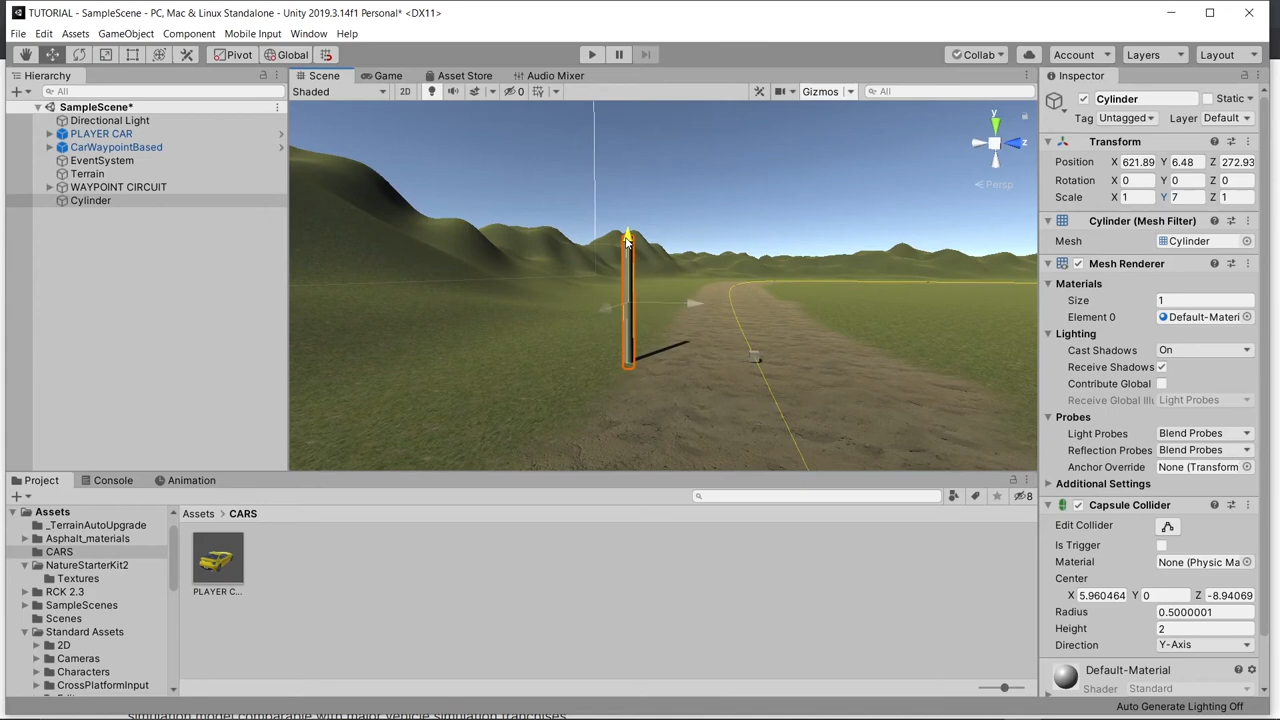 TUTORIAL - SampleScene - PC, Mac & Linux Standalone - Unity 2019.3.14f1 Personal* <DX11>
File Edit Assets GameObject Component Mobile Input Window Help
Pivot Global Collab Account Layers Layout
Hierarchy Scene Game Asset Store Audio Mixer Inspector
All Shaded 2D 0 Gizmos All
Cylinder Static
Tag Untagged Layer Default
SampleScene*
Directional Light
PLAYER CAR
CarWaypointBased
EventSystem
Terrain
WAYPOINT CIRCUIT
Cylinder
y
z
Persp
Transform
Position X 621.89 Y 6.48 Z 272.93
Rotation X 0 Y 0 Z 0
Scale X 1 Y 7 Z 1
Cylinder (Mesh Filter)
Mesh Cylinder
Mesh Renderer
Materials
Size 1
Element 0 Default-Materi
Lighting
Cast Shadows On
Receive Shadows
Contribute Global
Receive Global Illu Light Probes
Probes
Light Probes Blend Probes
Reflection Probes Blend Probes
Anchor Override None (Transform
Additional Settings
Capsule Collider
Edit Collider
Is Trigger
Material None (Physic Ma
Center
X 5.960464 Y 0 Z -8.94069
Radius 0.5000001
Height 2
Direction Y-Axis
Default-Material
Shader Standard
Project Console Animation
8
Assets
_TerrainAutoUpgrade
Asphalt_materials
CARS
NatureStarterKit2
Textures
RCK 2.3
SampleScenes
Scenes
Standard Assets
2D
Cameras
Characters
CrossPlatformInput
Assets CARS
PLAYER C...
Auto Generate Lighting Off
simulation model comparable with major vehicle simulation franchises